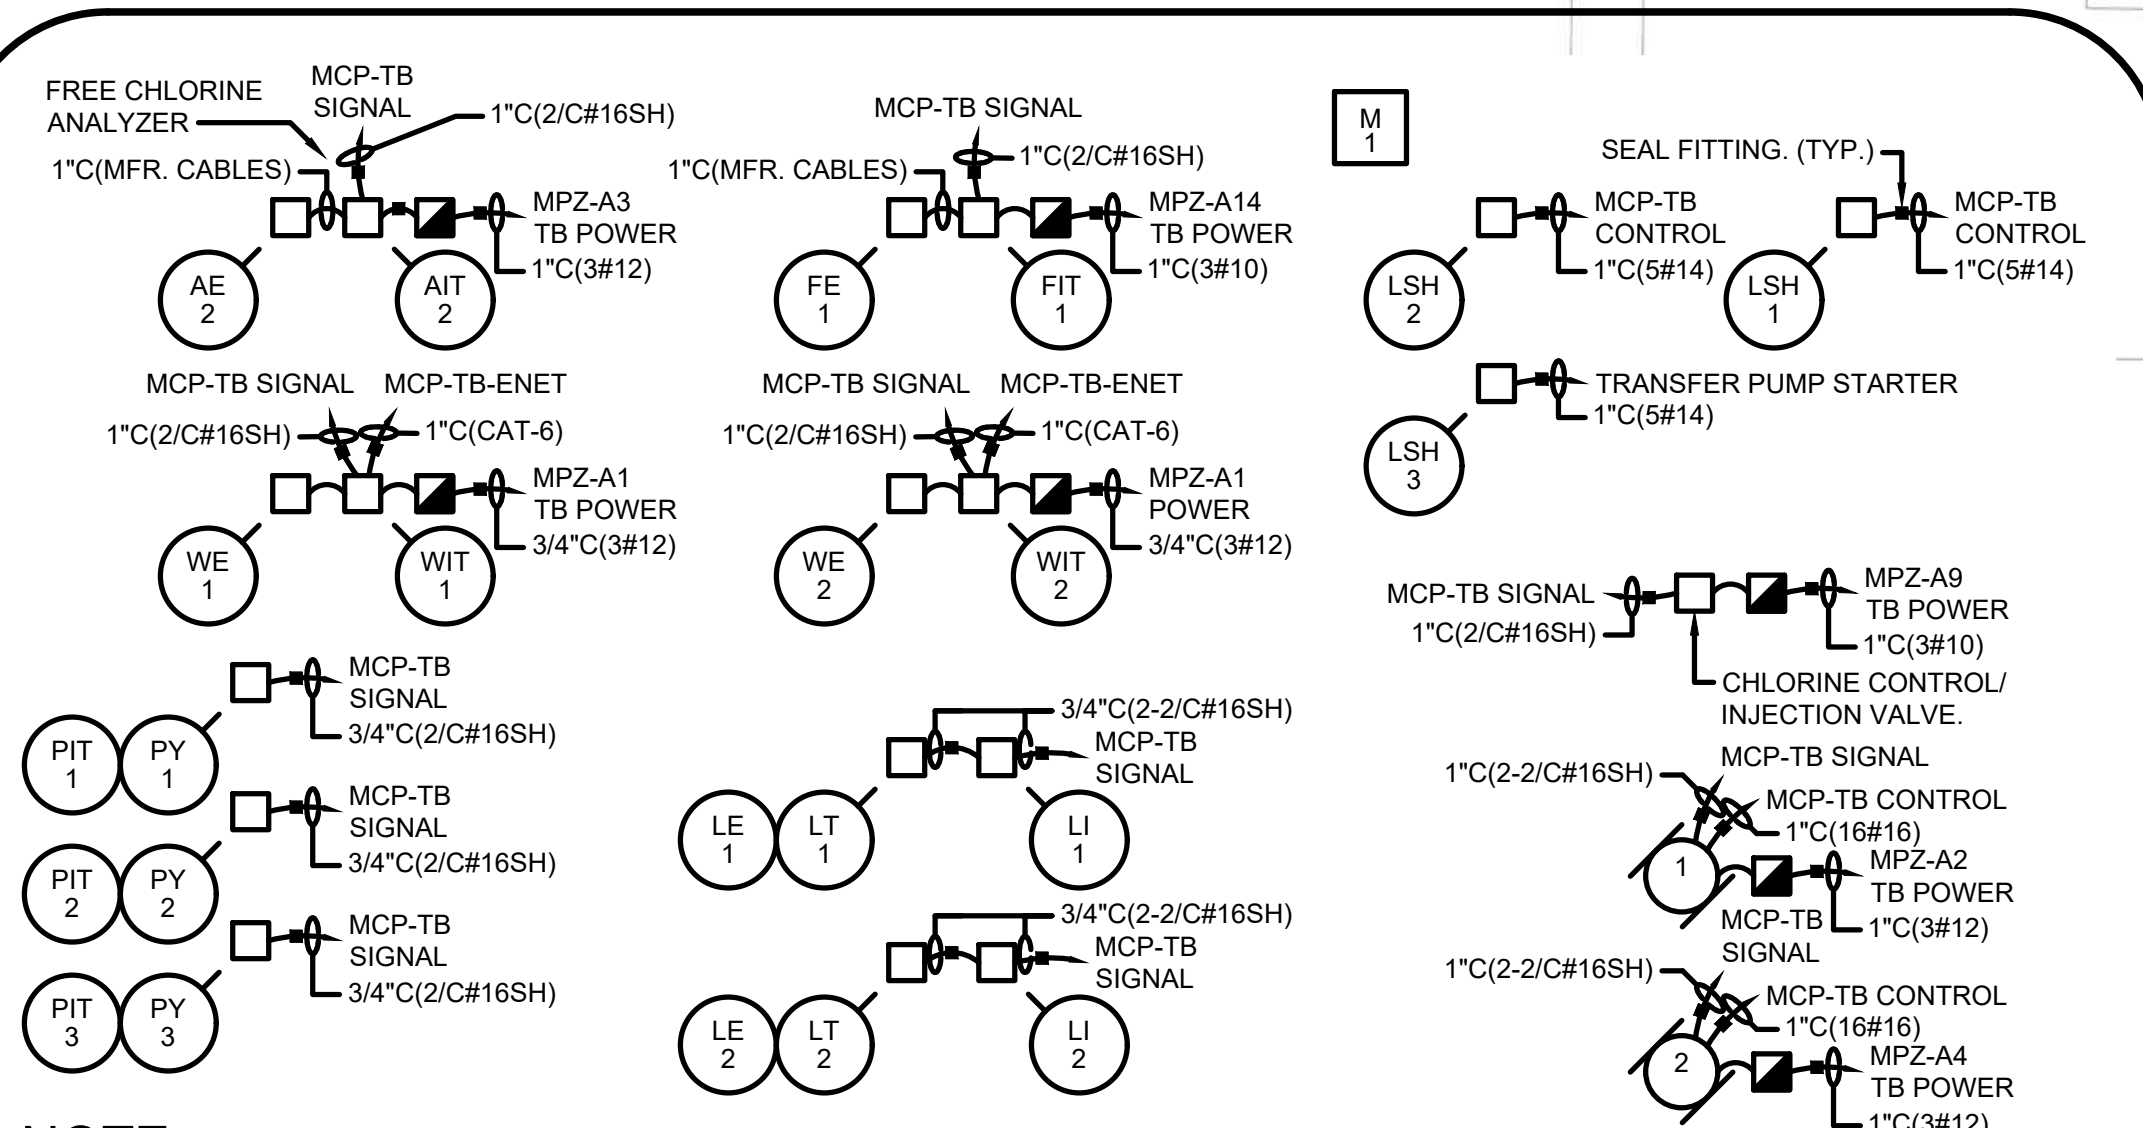 FREE CHLORINE
ANALYZER
MCP-TB
SIGNAL
1"C(2/C#16SH)
1"C(MFR. CABLES)
MPZ-A3
TB POWER
1"C(3#12)
AE
2
AIT
2
MCP-TB SIGNAL
1"C(2/C#16SH)
1"C(MFR. CABLES)
MPZ-A14
TB POWER
1"C(3#10)
FE
1
FIT
1
M
1
SEAL FITTING. (TYP.)
MCP-TB
CONTROL
1"C(5#14)
LSH
2
MCP-TB
CONTROL
1"C(5#14)
LSH
1
TRANSFER PUMP STARTER
1"C(5#14)
LSH
3
MCP-TB SIGNAL
MCP-TB-ENET
1"C(2/C#16SH)
1"C(CAT-6)
MPZ-A1
TB POWER
3/4"C(3#12)
WE
1
WIT
1
MCP-TB SIGNAL
MCP-TB-ENET
1"C(2/C#16SH)
1"C(CAT-6)
MPZ-A1
POWER
3/4"C(3#12)
WE
2
WIT
2
MCP-TB SIGNAL
1"C(2/C#16SH)
MPZ-A9
TB POWER
1"C(3#10)
CHLORINE CONTROL/
INJECTION VALVE.
MCP-TB
SIGNAL
3/4"C(2/C#16SH)
PIT
1
PY
1
MCP-TB
SIGNAL
3/4"C(2/C#16SH)
PIT
2
PY
2
MCP-TB
SIGNAL
3/4"C(2/C#16SH)
PIT
3
PY
3
3/4"C(2-2/C#16SH)
MCP-TB
SIGNAL
LE
1
LT
1
LI
1
3/4"C(2-2/C#16SH)
MCP-TB
SIGNAL
LE
2
LT
2
LI
2
MCP-TB SIGNAL
1"C(2-2/C#16SH)
MCP-TB CONTROL
1"C(16#16)
1
MPZ-A2
TB POWER
1"C(3#12)
MCP-TB
SIGNAL
1"C(2-2/C#16SH)
MCP-TB CONTROL
1"C(16#16)
2
MPZ-A4
TB POWER
1"C(3#12)